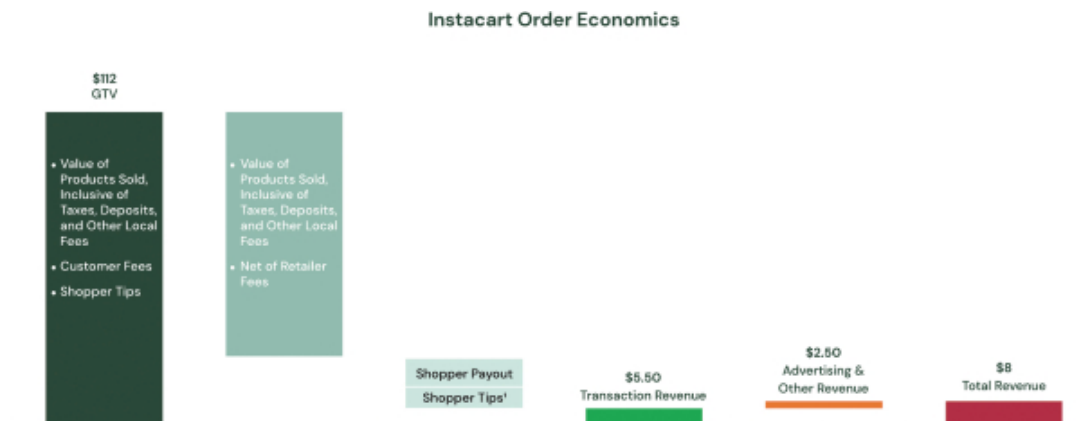 Instacart Order Economics
$112
GTV
• Value of
Products Sold,
Inclusive of
Taxes, Deposits,
and Other Local
Fees
• Customer Fees
• Shopper Tips
• Value of
Products Sold,
Inclusive of
Taxes, Deposits,
and Other Local
Fees
• Net of Retailer
Fees
Shopper Payout
Shopper Tips¹
$5.50
Transaction Revenue
$2.50
Advertising &
Other Revenue
$8
Total Revenue